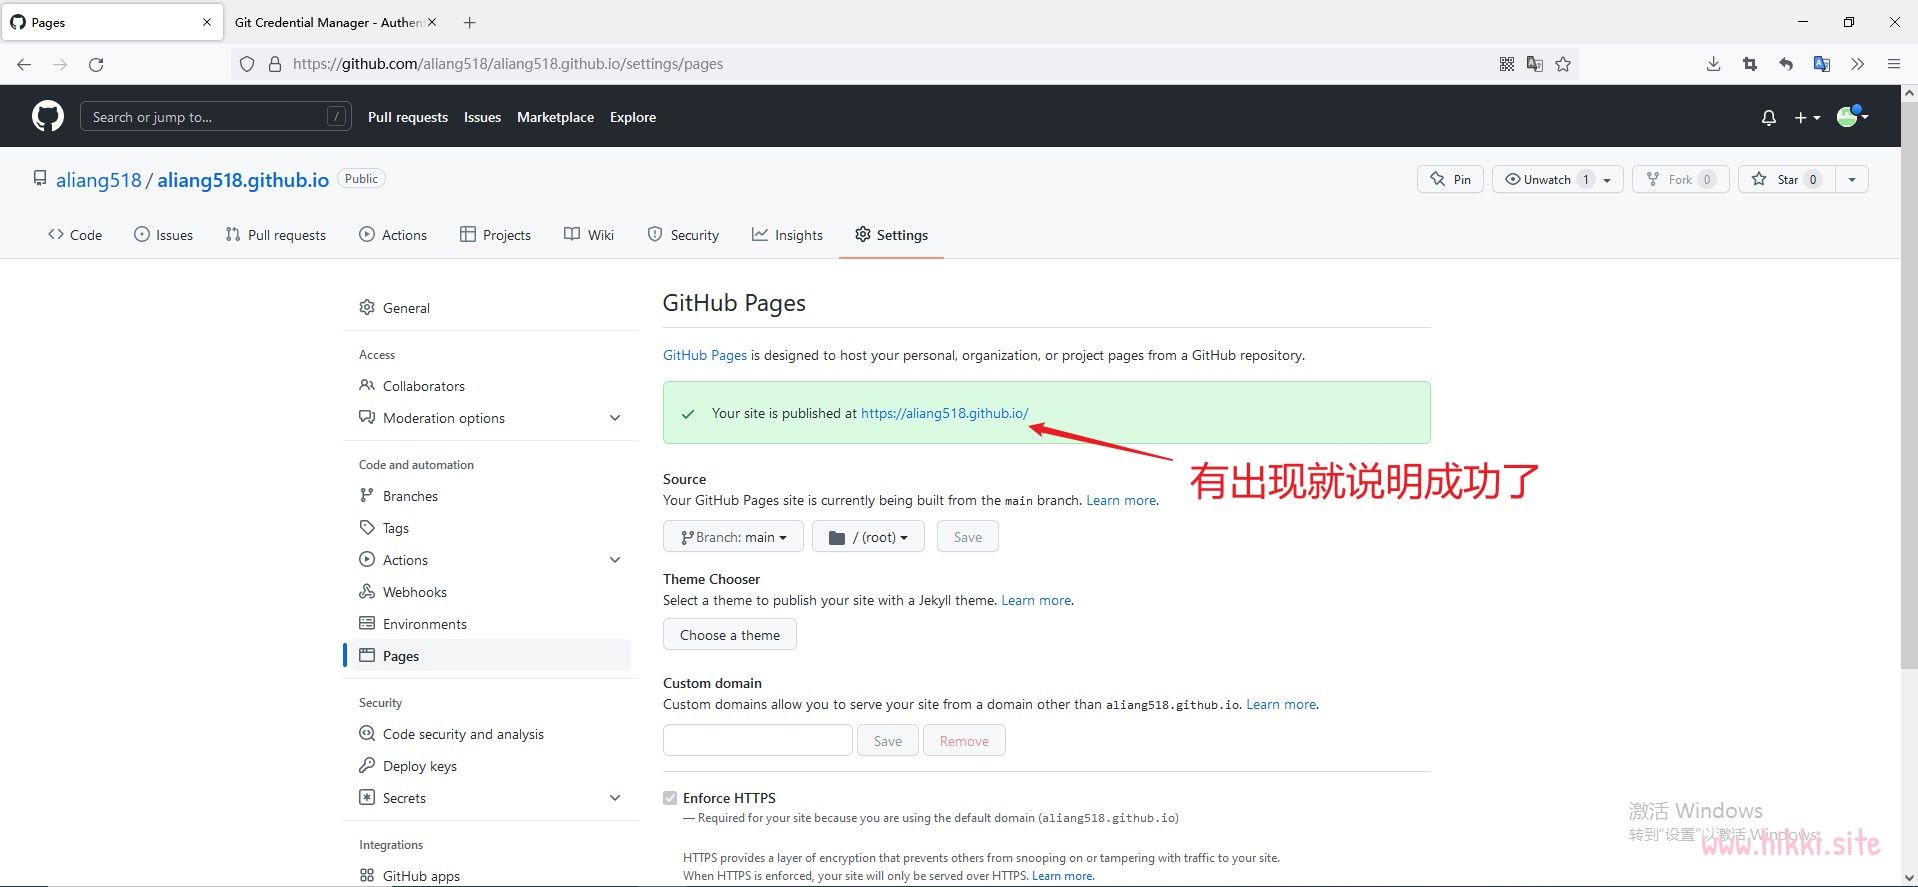 Pages
Git Credential Manager - Authen
https://github.com/aliang518/aliang518.github.io/settings/pages
Search or jump to... /
Pull requests Issues Marketplace Explore
aliang518 / aliang518.github.io Public
Pin Unwatch 1 Fork 0 Star 0
Code Issues Pull requests Actions Projects Wiki Security Insights Settings
General
Access
Collaborators
Moderation options
Code and automation
Branches
Tags
Actions
Webhooks
Environments
Pages
Security
Code security and analysis
Deploy keys
Secrets
Integrations
GitHub apps
GitHub Pages
GitHub Pages is designed to host your personal, organization, or project pages from a GitHub repository.
Your site is published at https://aliang518.github.io/
有出现就说明成功了
Source
Your GitHub Pages site is currently being built from the main branch. Learn more.
Branch: main / (root) Save
Theme Chooser
Select a theme to publish your site with a Jekyll theme. Learn more.
Choose a theme
Custom domain
Custom domains allow you to serve your site from a domain other than aliang518.github.io. Learn more.
Save Remove
Enforce HTTPS
— Required for your site because you are using the default domain (aliang518.github.io)
HTTPS provides a layer of encryption that prevents others from snooping on or tampering with traffic to your site.
When HTTPS is enforced, your site will only be served over HTTPS. Learn more.
激活 Windows
转到“设置”以激活 Windows。
www.hikki.site